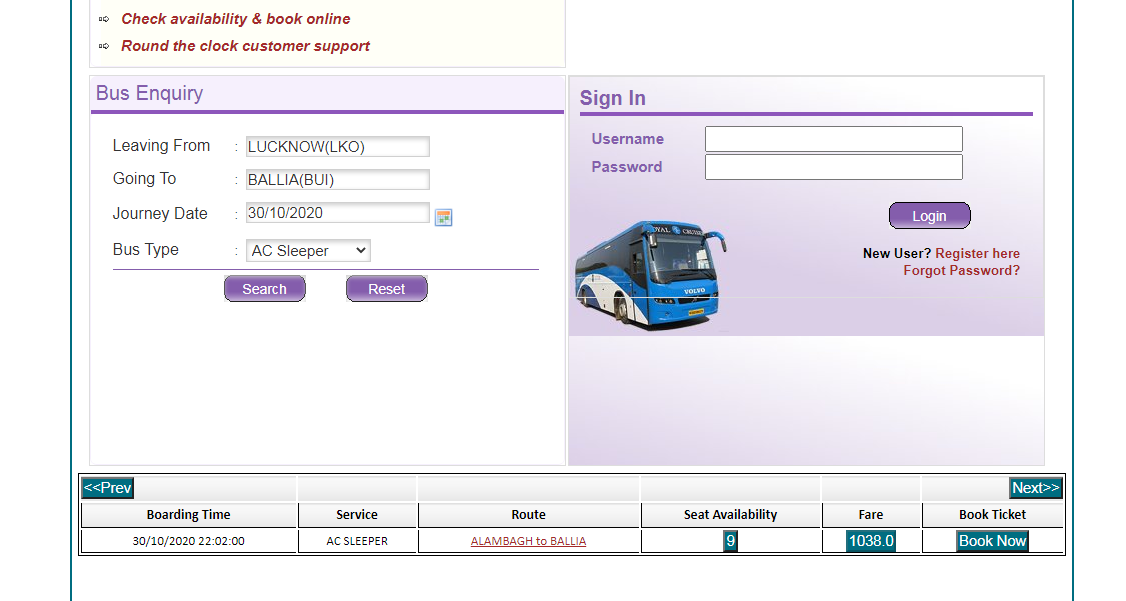 Check availability & book online
Round the clock customer support
Bus Enquiry
Leaving From : LUCKNOW(LKO)
Going To : BALLIA(BUI)
Journey Date : 30/10/2020
Bus Type : AC Sleeper
Search Reset
Sign In
Username
Password
Login
New User? Register here
Forgot Password?
VOLVO
<<Prev Next>>
Boarding Time Service Route Seat Availability Fare Book Ticket
30/10/2020 22:02:00 AC SLEEPER ALAMBAGH to BALLIA 9 1038.0 Book Now